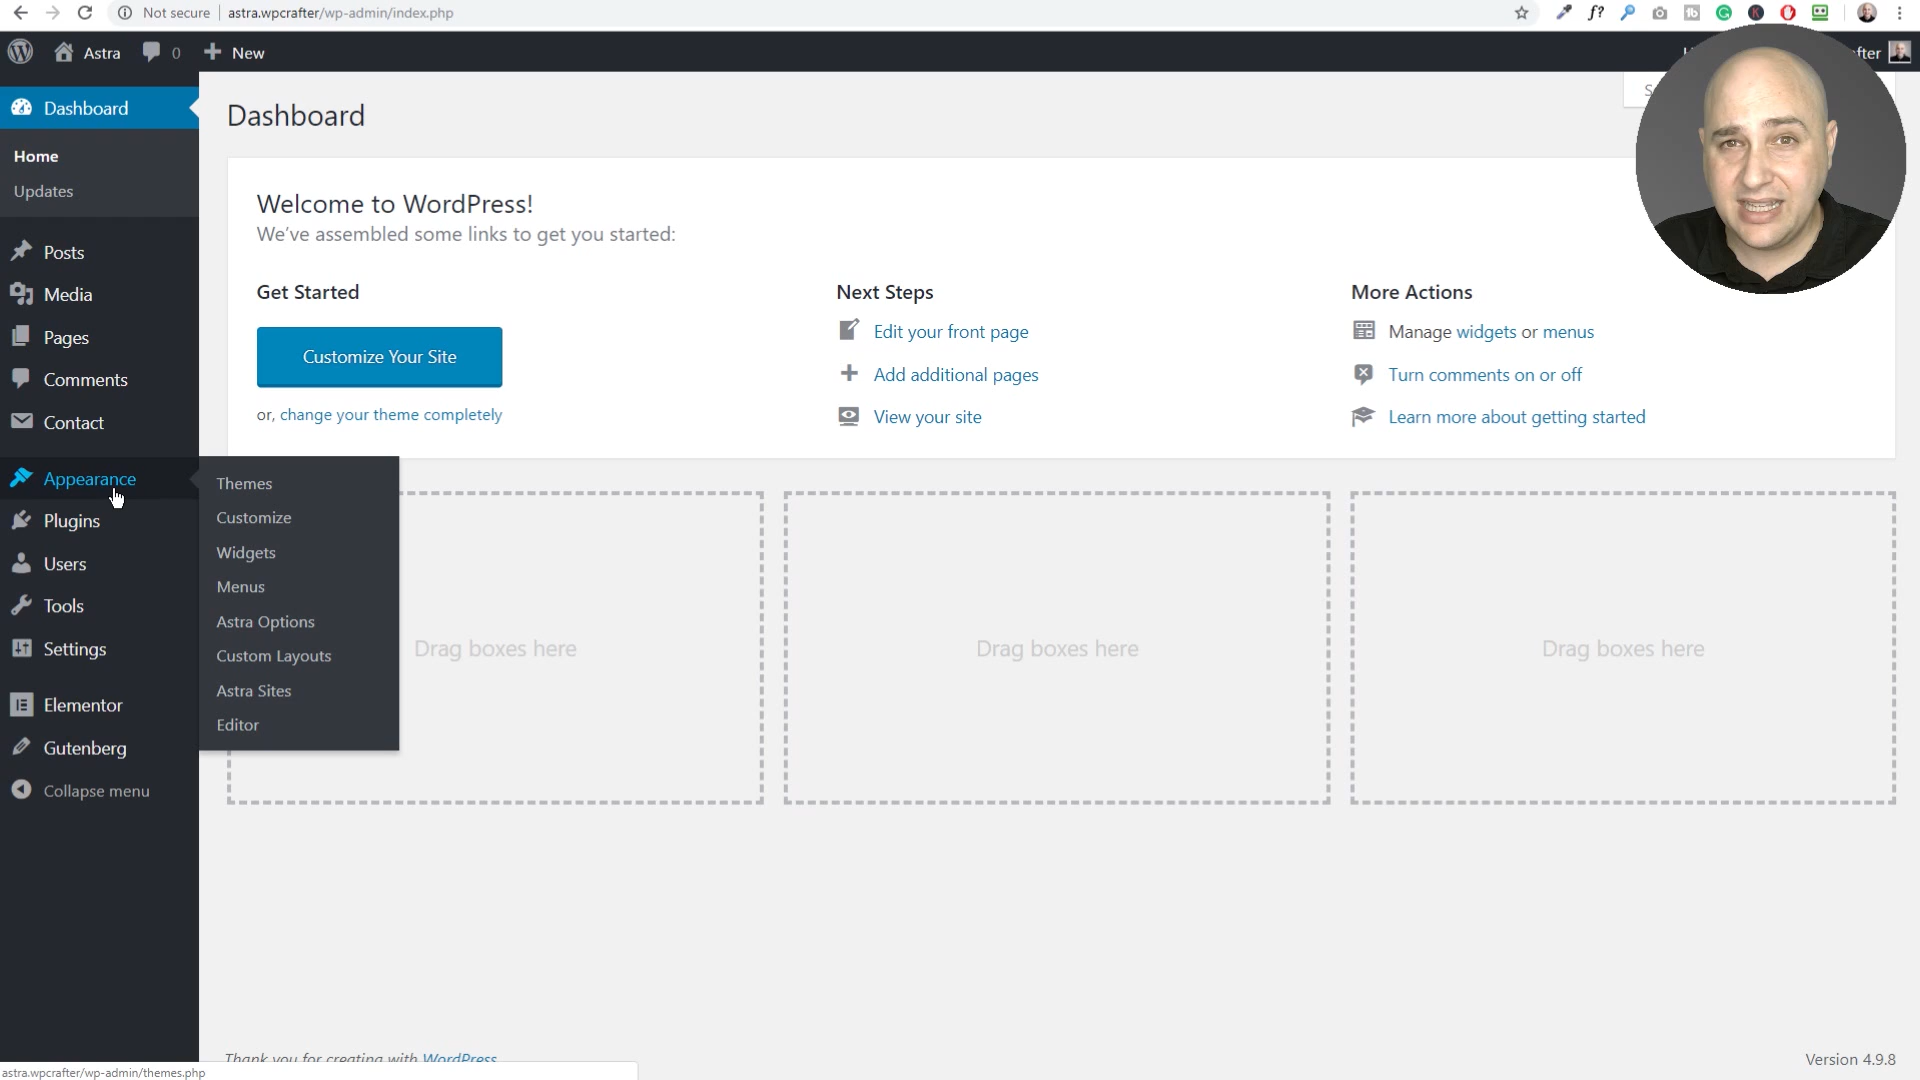 Not secure | astra.wpcrafter/wp-admin/index.php
Astra 0 New
fter
Dashboard
Home
Updates
Posts
Media
Pages
Comments
Contact
Appearance
Plugins
Users
Tools
Settings
Elementor
Gutenberg
Collapse menu
Themes
Customize
Widgets
Menus
Astra Options
Custom Layouts
Astra Sites
Editor
Dashboard
Welcome to WordPress!
We've assembled some links to get you started:
Get Started
Customize Your Site
or, change your theme completely
Next Steps
Edit your front page
Add additional pages
View your site
More Actions
Manage widgets or menus
Turn comments on or off
Learn more about getting started
Drag boxes here
Drag boxes here
Drag boxes here
Thank you for creating with WordPress
Version 4.9.8
astra.wpcrafter/wp-admin/themes.php